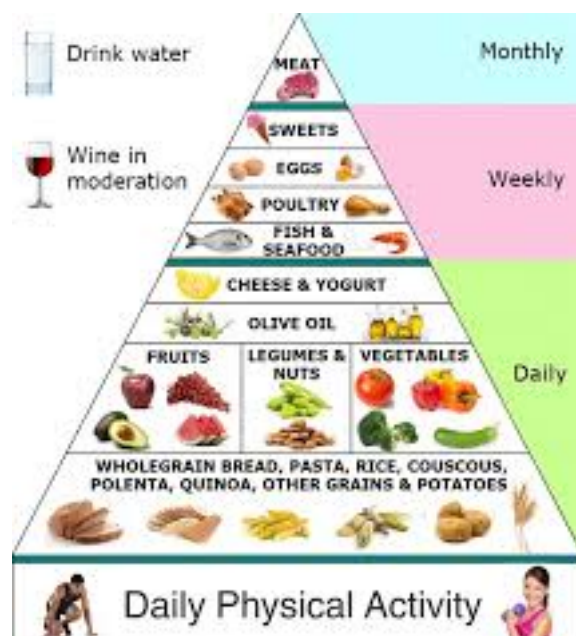 Drink water
Wine in
moderation
Monthly
Weekly
Daily
MEAT
SWEETS
EGGS
POULTRY
FISH &
SEAFOOD
CHEESE & YOGURT
OLIVE OIL
FRUITS
LEGUMES &
NUTS
VEGETABLES
WHOLEGRAIN BREAD, PASTA, RICE, COUSCOUS,
POLENTA, QUINOA, OTHER GRAINS & POTATOES
Daily Physical Activity